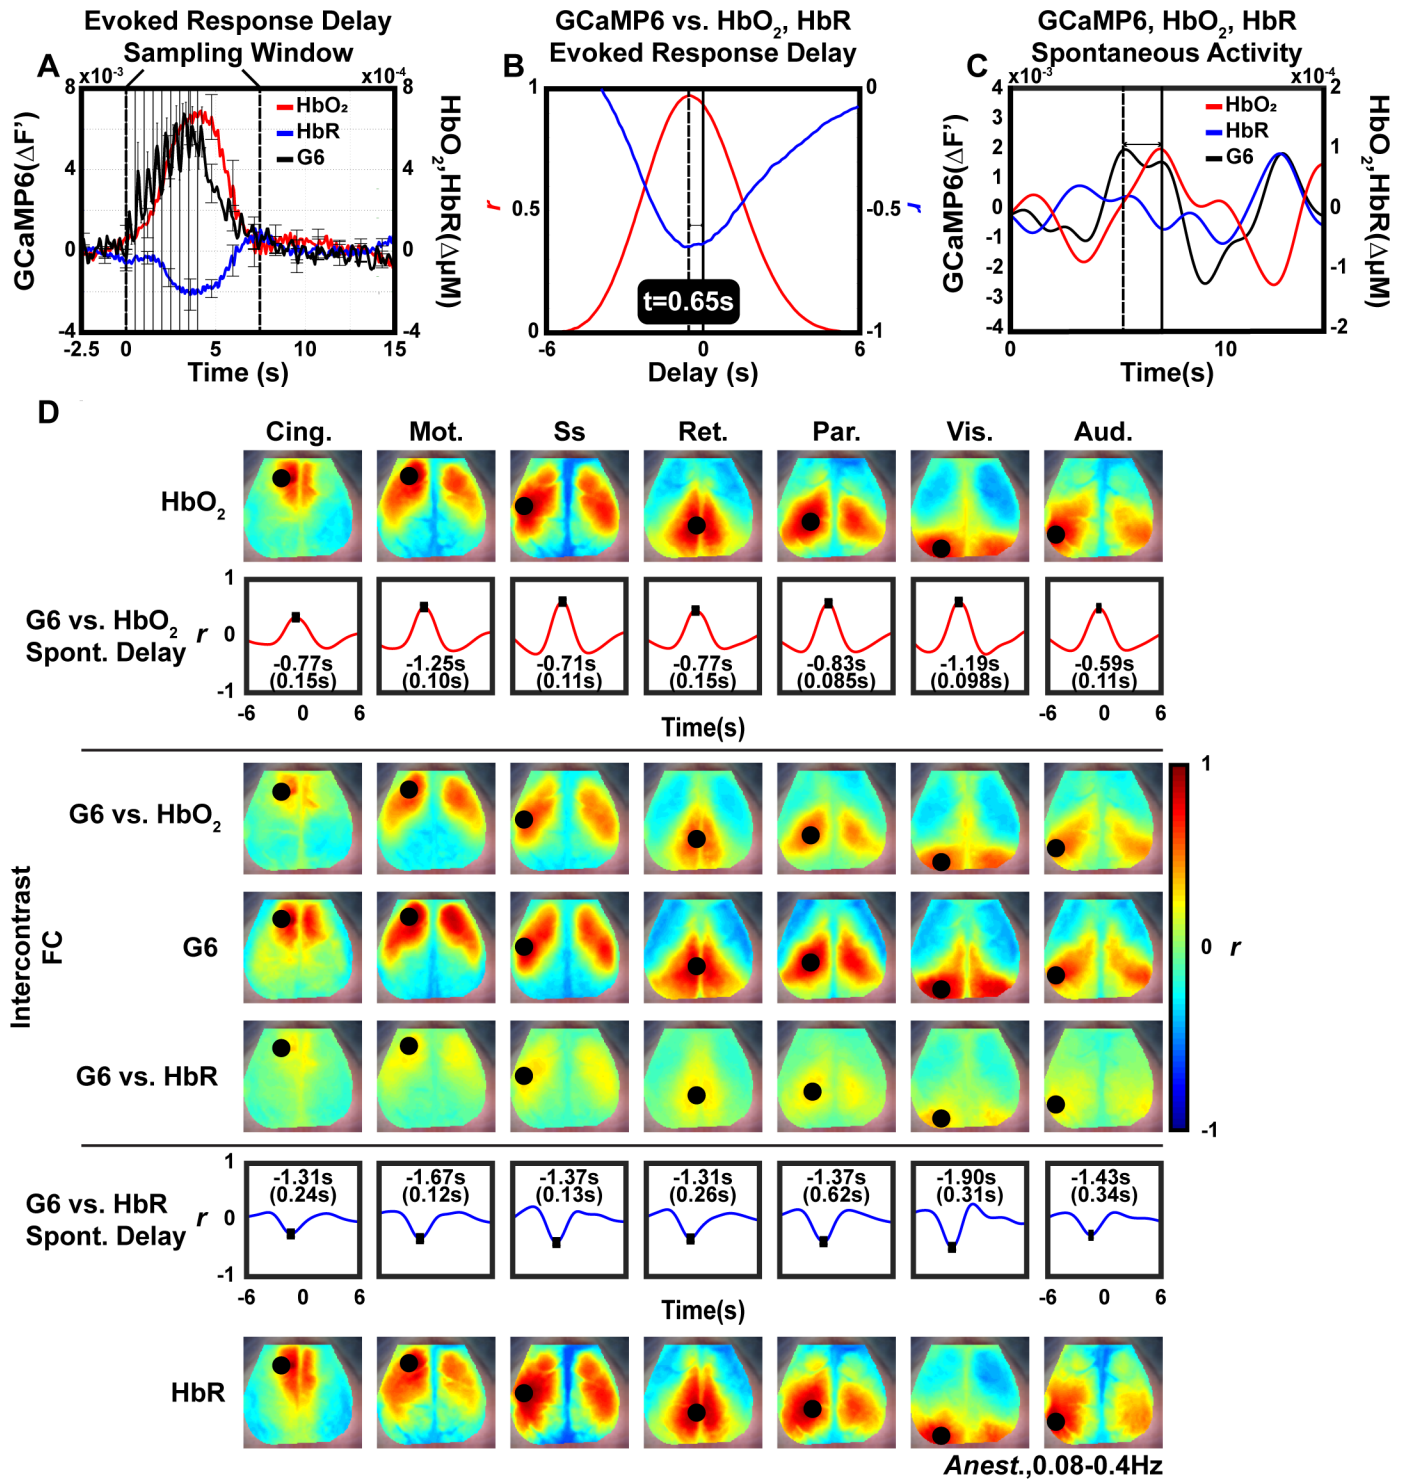 Evoked Response Delay
Sampling Window
GCaMP6 vs. HbO2, HbR
Evoked Response Delay
GCaMP6, HbO2, HbR
Spontaneous Activity
A
x10-3
x10-4
8
4
0
-4
GCaMP6(ΔF')
HbO₂
HbR
G6
8
4
0
-4
HbO2,HbR(ΔμM)
-2.5
0
5
10
15
Time (s)
B
1
0.5
0
r
0
-0.5
-1
r
t=0.65s
-6
0
6
Delay (s)
C
x10-3
x10-4
4
3
2
1
0
-1
-2
-3
-4
GCaMP6(ΔF')
HbO₂
HbR
G6
2
1
0
-1
-2
HbO2,HbR(ΔμM)
0
10
Time(s)
D
Cing. Mot. Ss Ret. Par. Vis. Aud.
HbO2
G6 vs. HbO2
Spont. Delay
r
1
0
-1
-0.77s -1.25s -0.71s -0.77s -0.83s -1.19s -0.59s
(0.15s) (0.10s) (0.11s) (0.15s) (0.085s) (0.098s) (0.11s)
-6 0 6 -6 0 6
Time(s)
Intercontrast
FC
G6 vs. HbO2
G6
G6 vs. HbR
1
0
-1
r
G6 vs. HbR
Spont. Delay
r
1
0
-1
-1.31s -1.67s -1.37s -1.31s -1.37s -1.90s -1.43s
(0.24s) (0.12s) (0.13s) (0.26s) (0.62s) (0.31s) (0.34s)
-6 0 6 -6 0 6
Time(s)
HbR
Anest.,0.08-0.4Hz